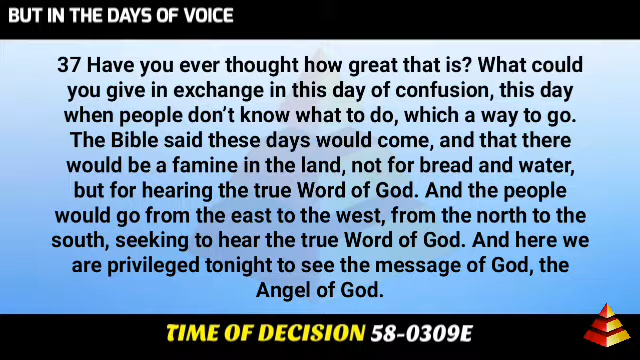 BUT IN THE DAYS OF VOICE
37 Have you ever thought how great that is? What could
you give in exchange in this day of confusion, this day
when people don’t know what to do, which a way to go.
The Bible said these days would come, and that there
would be a famine in the land, not for bread and water,
but for hearing the true Word of God. And the people
would go from the east to the west, from the north to the
south, seeking to hear the true Word of God. And here we
are privileged tonight to see the message of God, the
Angel of God.
TIME OF DECISION 58-0309E